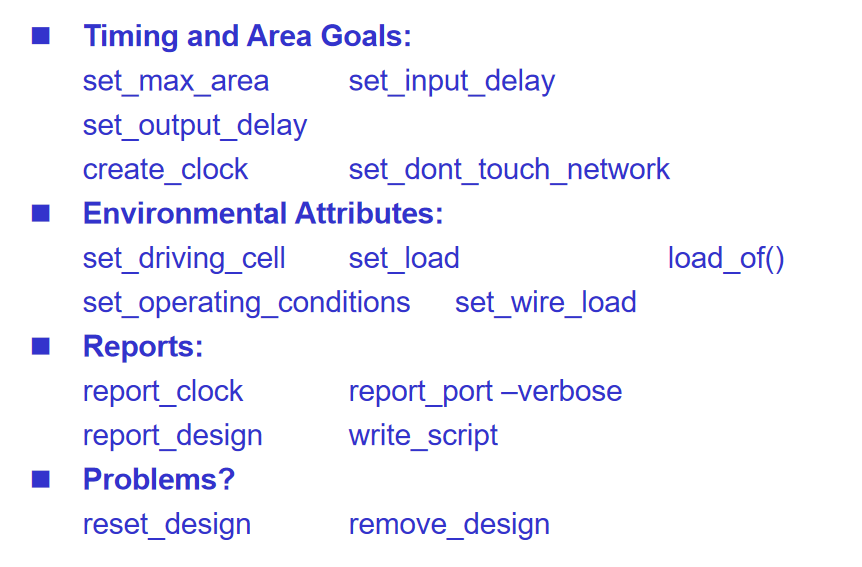 ■ Timing and Area Goals:
set_max_area set_input_delay
set_output_delay
create_clock set_dont_touch_network
■ Environmental Attributes:
set_driving_cell set_load load_of()
set_operating_conditions set_wire_load
■ Reports:
report_clock report_port –verbose
report_design write_script
■ Problems?
reset_design remove_design